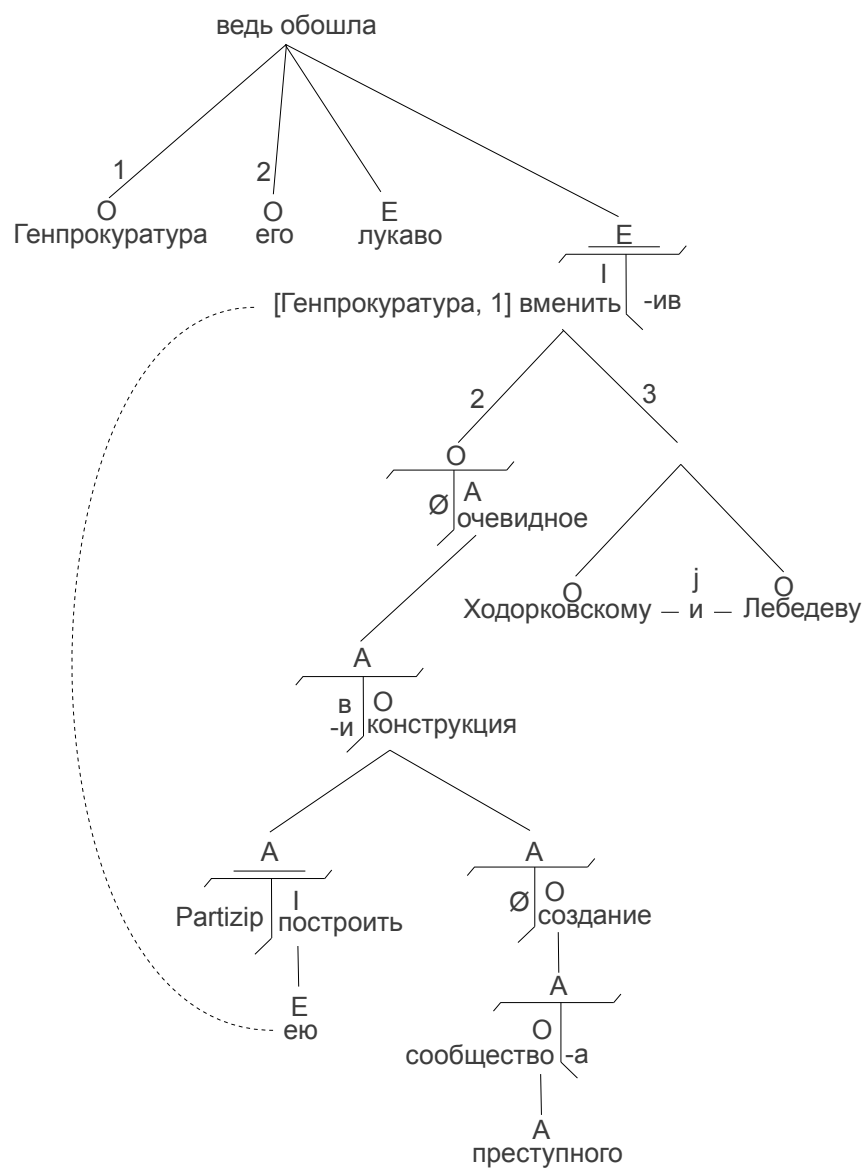 ведь обошла
1
2
О
О
Е
Генпрокуратура
его
лукаво
Е
I
[Генпрокуратура, 1] вменить
-ив
2
3
О
Ø
А
очевидное
О
j
О
Ходорковскому – и – Лебедеву
А
в
О
-и
конструкция
А
А
Partizip
I
построить
Ø
О
создание
Е
ею
А
О
сообщество
-а
А
преступного